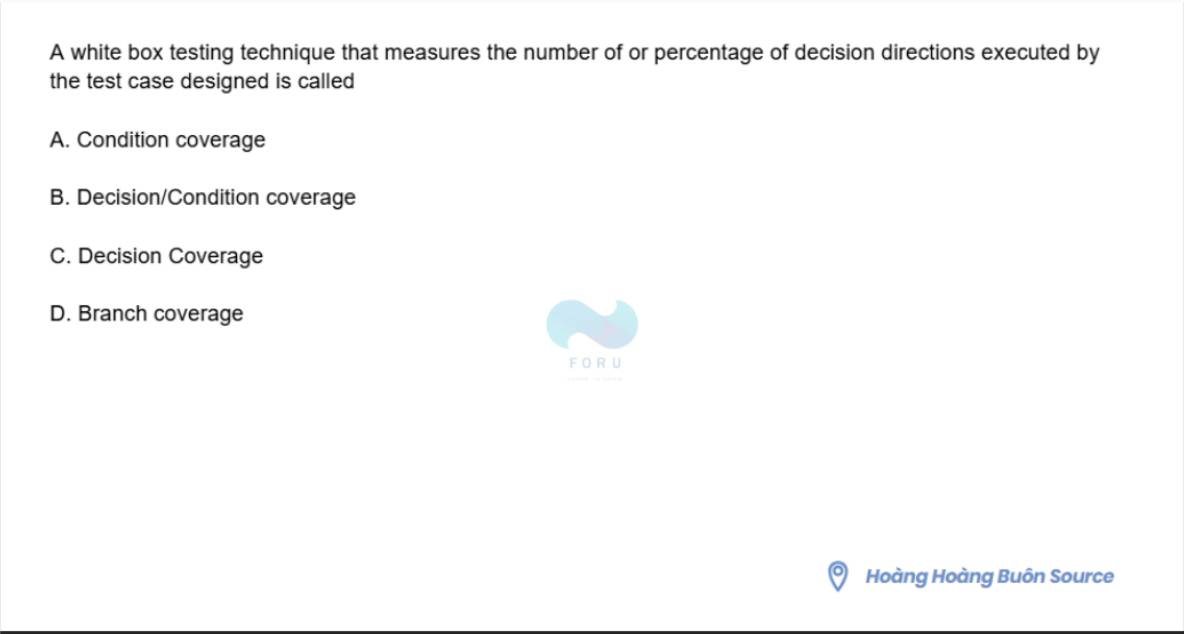 A white box testing technique that measures the number of or percentage of decision directions executed by
the test case designed is called
A. Condition coverage
B. Decision/Condition coverage
C. Decision Coverage
D. Branch coverage
FORU
Hoàng Hoàng Buôn Source